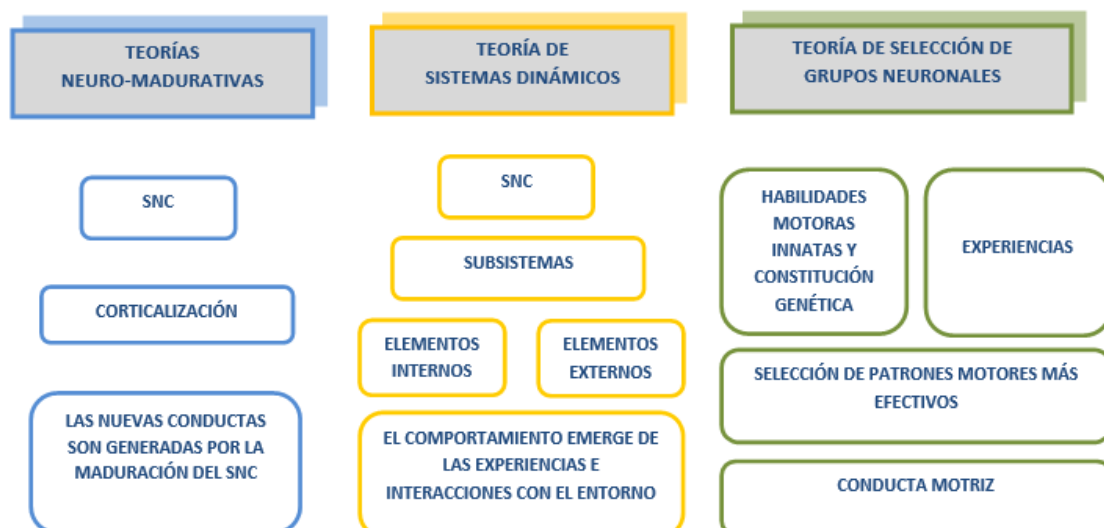 TEORÍAS
NEURO-MADURATIVAS
SNC
CORTICALIZACIÓN
LAS NUEVAS CONDUCTAS
SON GENERADAS POR LA
MADURACIÓN DEL SNC
TEORÍA DE
SISTEMAS DINÁMICOS
SNC
SUBSISTEMAS
ELEMENTOS
INTERNOS
ELEMENTOS
EXTERNOS
EL COMPORTAMIENTO EMERGE DE
LAS EXPERIENCIAS E
INTERACCIONES CON EL ENTORNO
TEORÍA DE SELECCIÓN DE
GRUPOS NEURONALES
HABILIDADES
MOTORAS
INNATAS Y
CONSTITUCIÓN
GENÉTICA
EXPERIENCIAS
SELECCIÓN DE PATRONES MOTORES MÁS
EFECTIVOS
CONDUCTA MOTRIZ